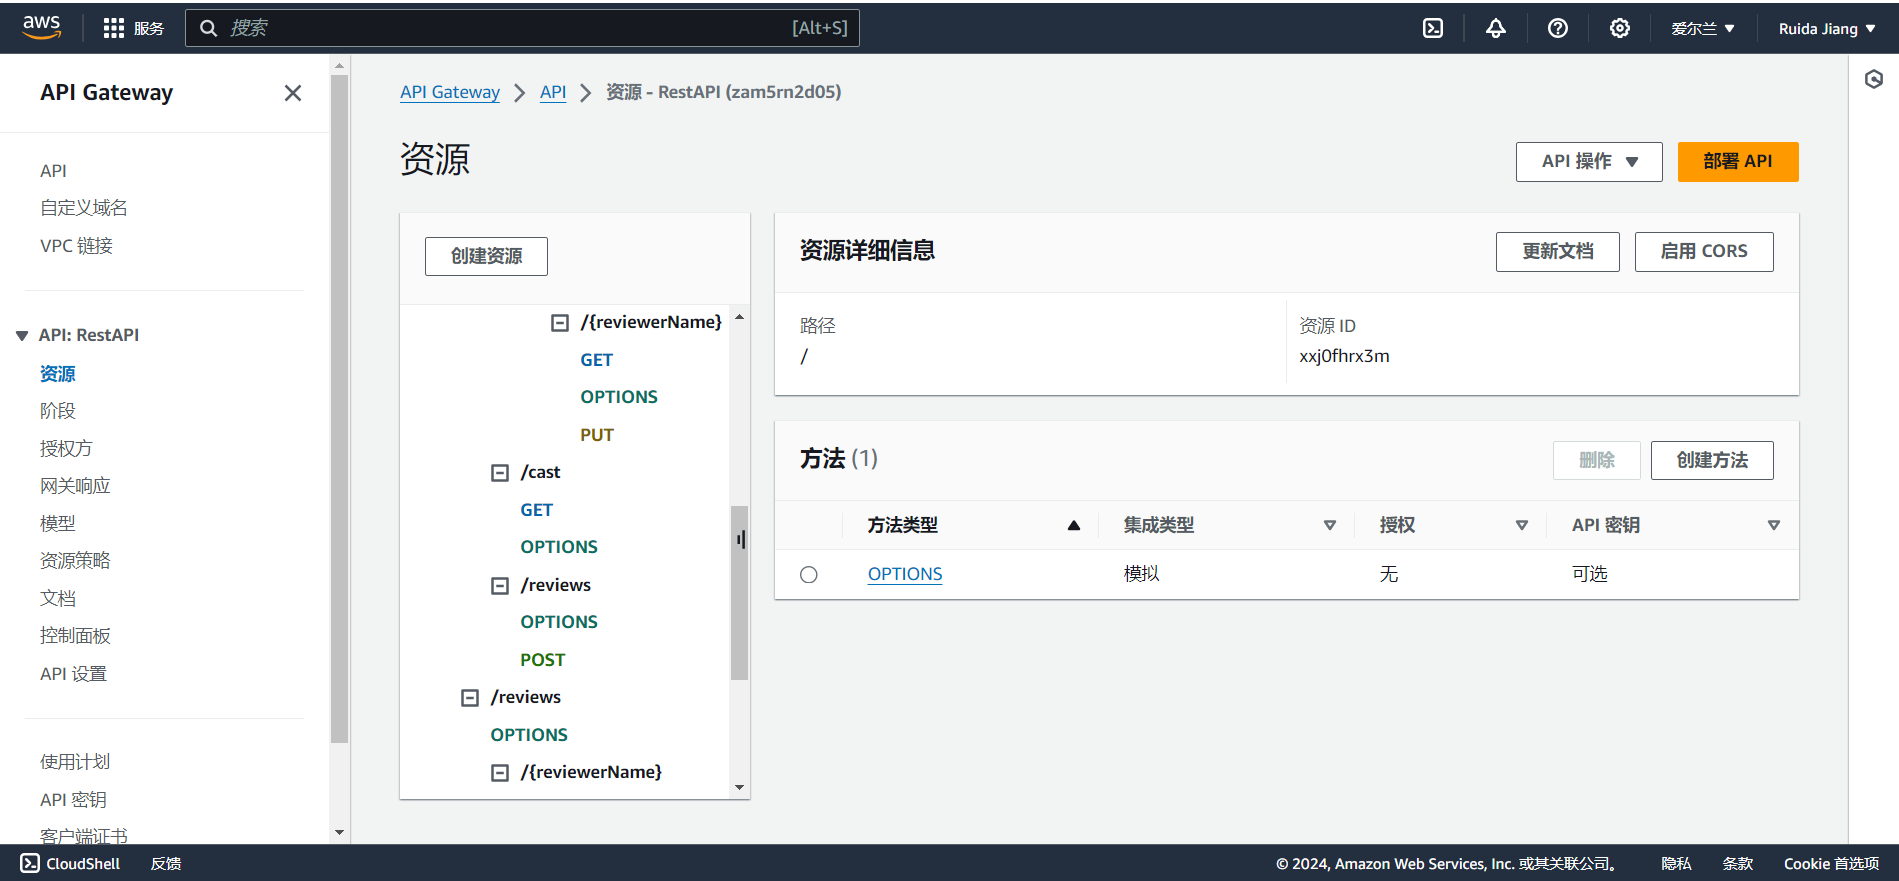 aws
服务
搜索
[Alt+S]
爱尔兰
Ruida Jiang
API Gateway
API
自定义域名
VPC 链接
API: RestAPI
资源
阶段
授权方
网关响应
模型
资源策略
文档
控制面板
API 设置
使用计划
API 密钥
客户端证书
API Gateway
API
资源 - RestAPI (zam5rn2d05)
资源
API 操作
部署 API
创建资源
/{reviewerName}
GET
OPTIONS
PUT
/cast
GET
OPTIONS
/reviews
OPTIONS
POST
/reviews
OPTIONS
/{reviewerName}
资源详细信息
更新文档
启用 CORS
路径
/
资源 ID
xxj0fhrx3m
方法 (1)
删除
创建方法
方法类型
集成类型
授权
API 密钥
OPTIONS
模拟
无
可选
CloudShell
反馈
© 2024, Amazon Web Services, Inc. 或其关联公司。
隐私
条款
Cookie 首选项